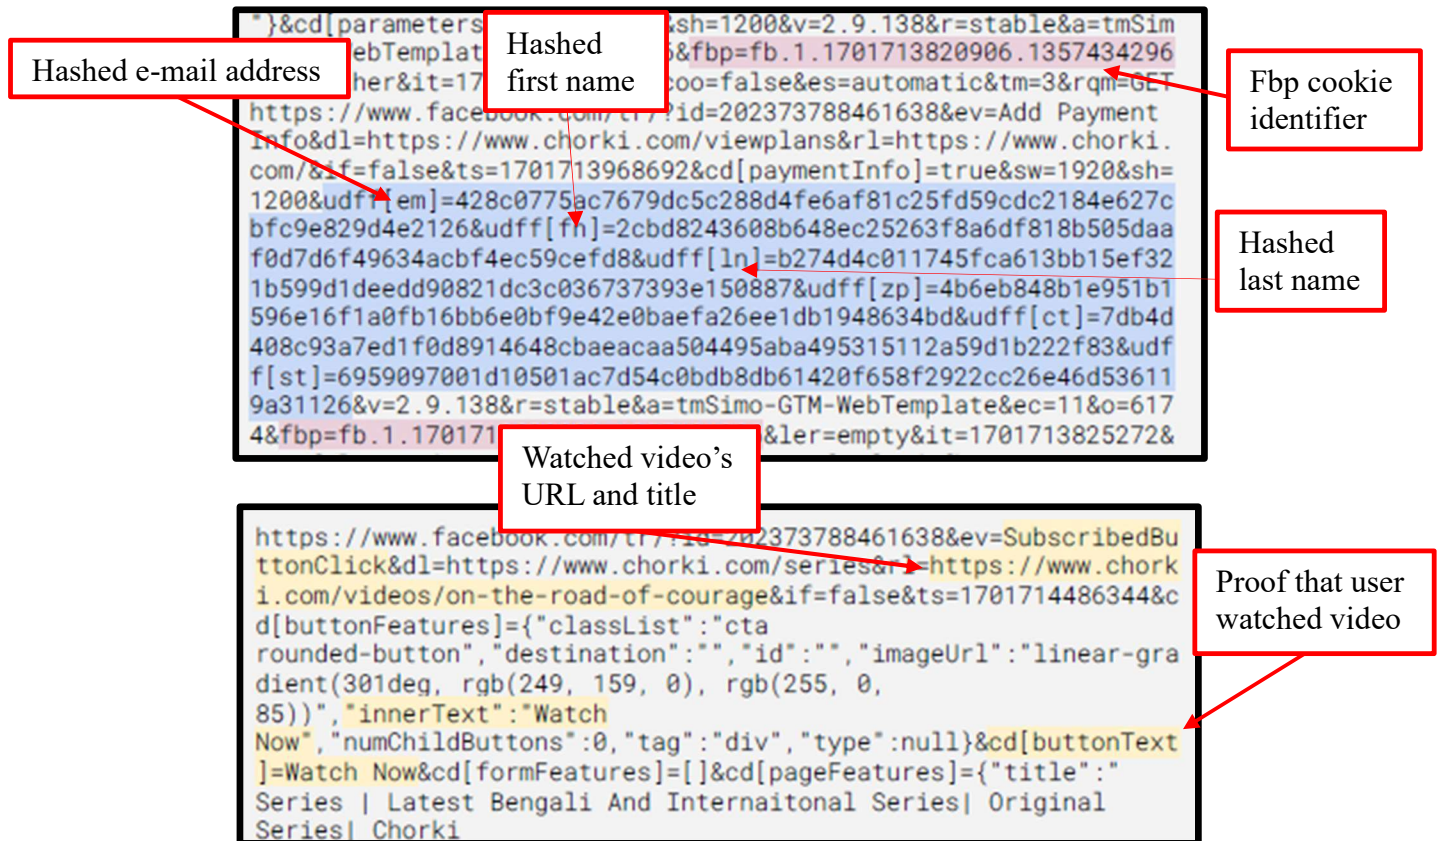 "}&cd[parameters &sh=1200&v=2.9.138&r=stable&a=tmSim
Hashed e-mail address
ebTemplat
Hashed
first name
&fbp=fb.1.1701713820906.1357434296
Fbp cookie
identifier
her&it=17 coo=false&es=automatic&tm=3&rqm=GET
https://www.facebook.com/tr/?id=202373788461638&ev=Add Payment
Info&dl=https://www.chorki.com/viewplans&rl=https://www.chorki.
com/&if=false&ts=1701713968692&cd[paymentInfo]=true&sw=1920&sh=
1200&udff[em]=428c0775ac7679dc5c288d4fe6af81c25fd59cdc2184e627c
bfc9e829d4e2126&udff[fn]=2cbd8243608b648ec25263f8a6df818b505daa
f0d7d6f49634acbf4ec59cefd8&udff[ln]=b274d4c011745fca613bb15ef32
Hashed
last name
1b599d1deedd90821dc3c036737393e150887&udff[zp]=4b6eb848b1e951b1
596e16f1a0fb16bb6e0bf9e42e0baefa26ee1db1948634bd&udff[ct]=7db4d
408c93a7ed1f0d8914648cbaeacaa504495aba495315112a59d1b222f83&udf
f[st]=6959097001d10501ac7d54c0bdb8db61420f658f2922cc26e46d53611
9a31126&v=2.9.138&r=stable&a=tmSimo-GTM-WebTemplate&ec=11&o=617
4&fbp=fb.1.170171 &ler=empty&it=1701713825272&
Watched video's
URL and title
https://www.facebook.com/tr/?id=202373788461638&ev=SubscribedBu
ttonClick&dl=https://www.chorki.com/series&rl=https://www.chork
i.com/videos/on-the-road-of-courage&if=false&ts=1701714486344&c
Proof that user
watched video
d[buttonFeatures]={"classList":"cta
rounded-button","destination":"","id":"","imageUrl":"linear-gra
dient(301deg, rgb(249, 159, 0), rgb(255, 0,
85))","innerText":"Watch
Now","numChildButtons":0,"tag":"div","type":null}&cd[buttonText
]=Watch Now&cd[formFeatures]=[]&cd[pageFeatures]={"title":"
Series | Latest Bengali And Internaitonal Series| Original
Series| Chorki